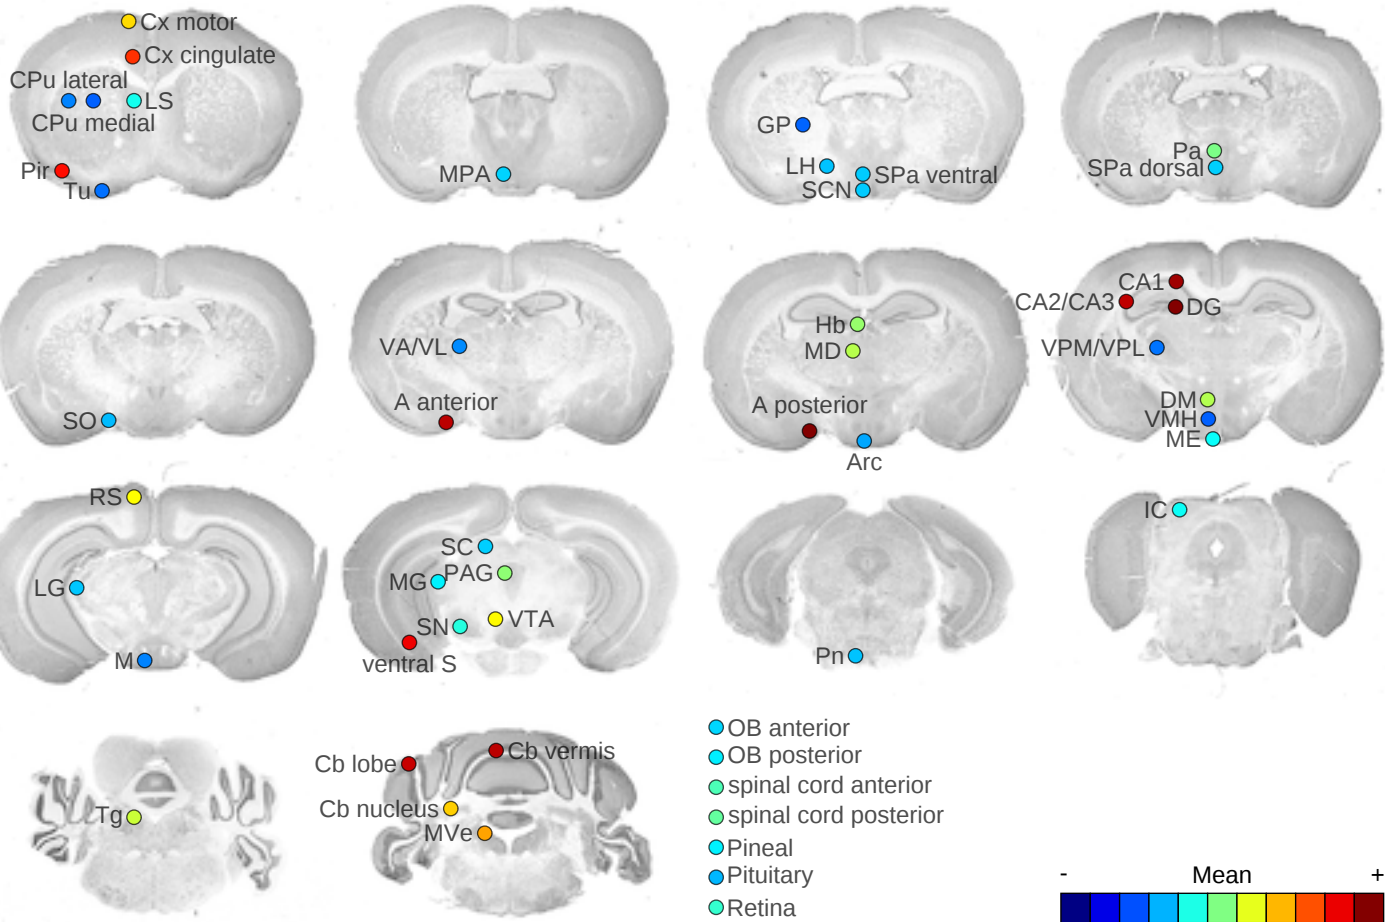 Cx motor
Cx cingulate
CPu lateral
LS
CPu medial
Pir
Tu
MPA
GP
LH
SPa ventral
SCN
Pa
SPa dorsal
SO
VA/VL
A anterior
Hb
MD
A posterior
Arc
CA1
CA2/CA3
DG
VPM/VPL
DM
VMH
ME
RS
LG
M
SC
MG
PAG
SN
VTA
ventral S
Pn
IC
Tg
Cb lobe
Cb vermis
Cb nucleus
MVe
OB anterior
OB posterior
spinal cord anterior
spinal cord posterior
Pineal
Pituitary
Retina
- Mean +